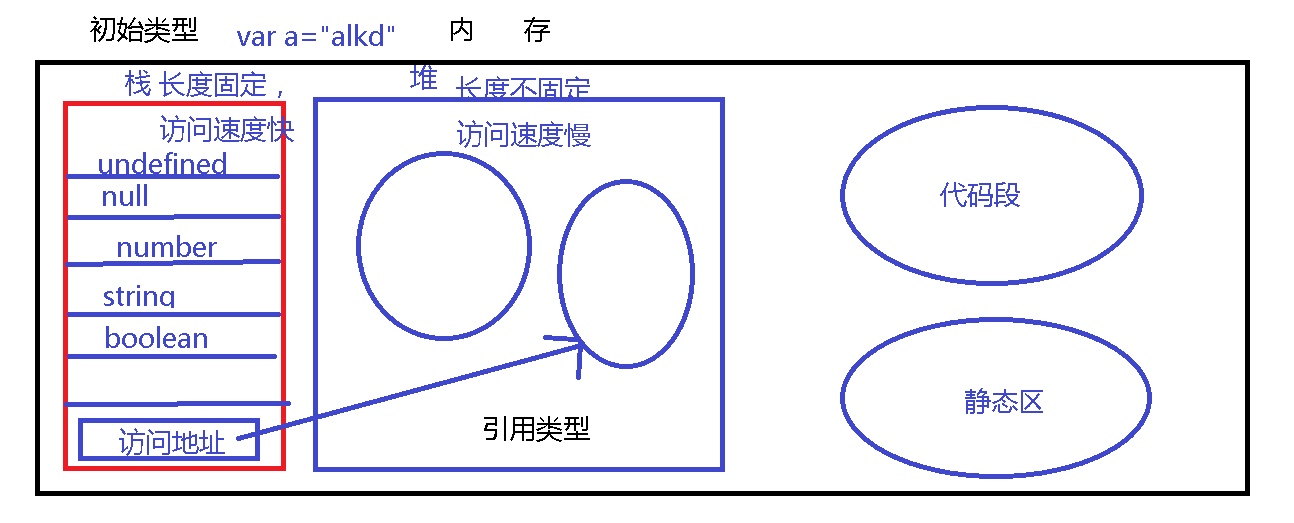 初始类型 var a="alkd" 内 存
栈 长度固定，
访问速度快
undefined
null
number
string
boolean
访问地址
堆 长度不固定
访问速度慢
引用类型
代码段
静态区